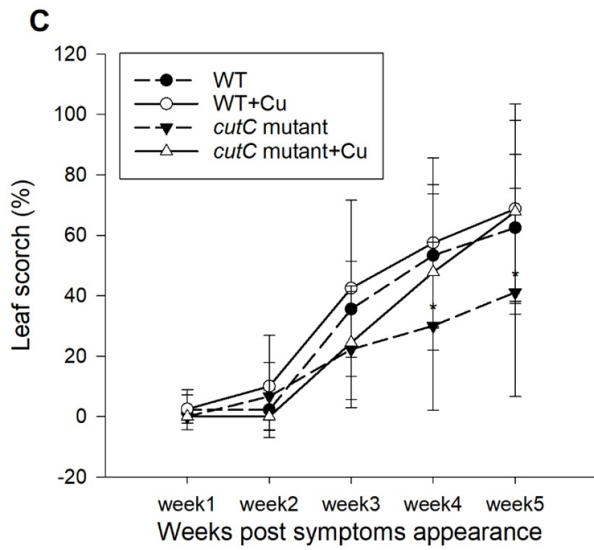 C
120
100
80
60
40
20
0
-20
Leaf scorch (%)
WT
WT+Cu
cutC mutant
cutC mutant+Cu
*
*
week1 week2 week3 week4 week5
Weeks post symptoms appearance